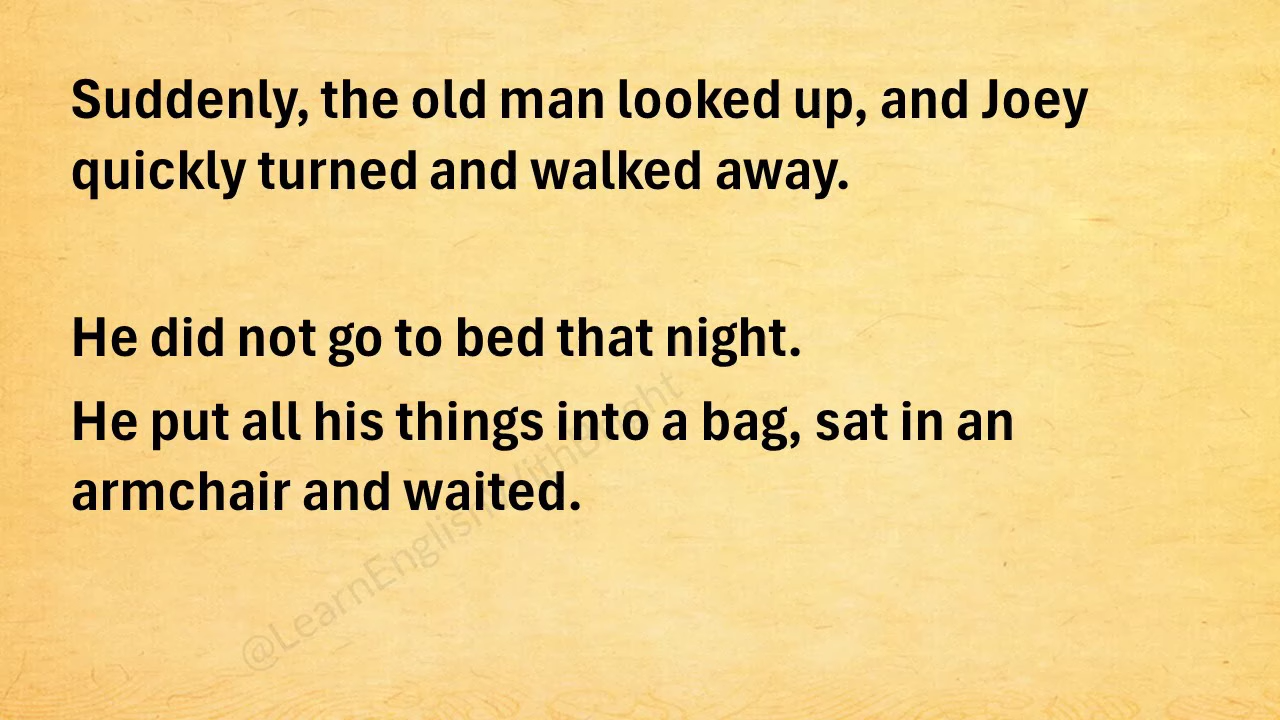 Suddenly, the old man looked up, and Joey
quickly turned and walked away.
He did not go to bed that night.
He put all his things into a bag, sat in an
armchair and waited.
@LearnEnglishWithBright